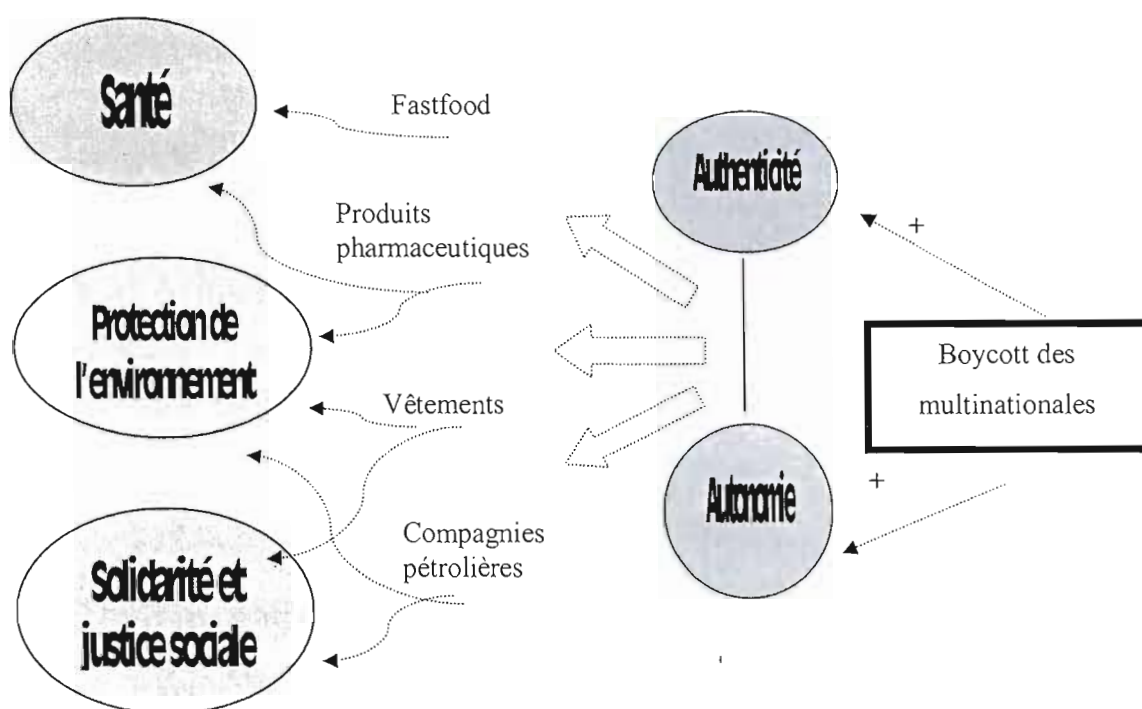 Santé
Fastfood
Produits
pharmaceutiques
Protection de
l'environnement
Vêtements
Compagnies
pétrolières
Solidarité et
justice sociale
Authenticité
Autonomie
+
Boycott des
multinationales
+